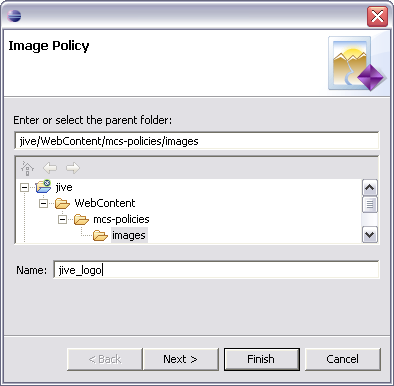 Image Policy
Enter or select the parent folder:
jive/WebContent/mcs-policies/images
jive
WebContent
mcs-policies
images
Name: jive_logo
< Back Next > Finish Cancel